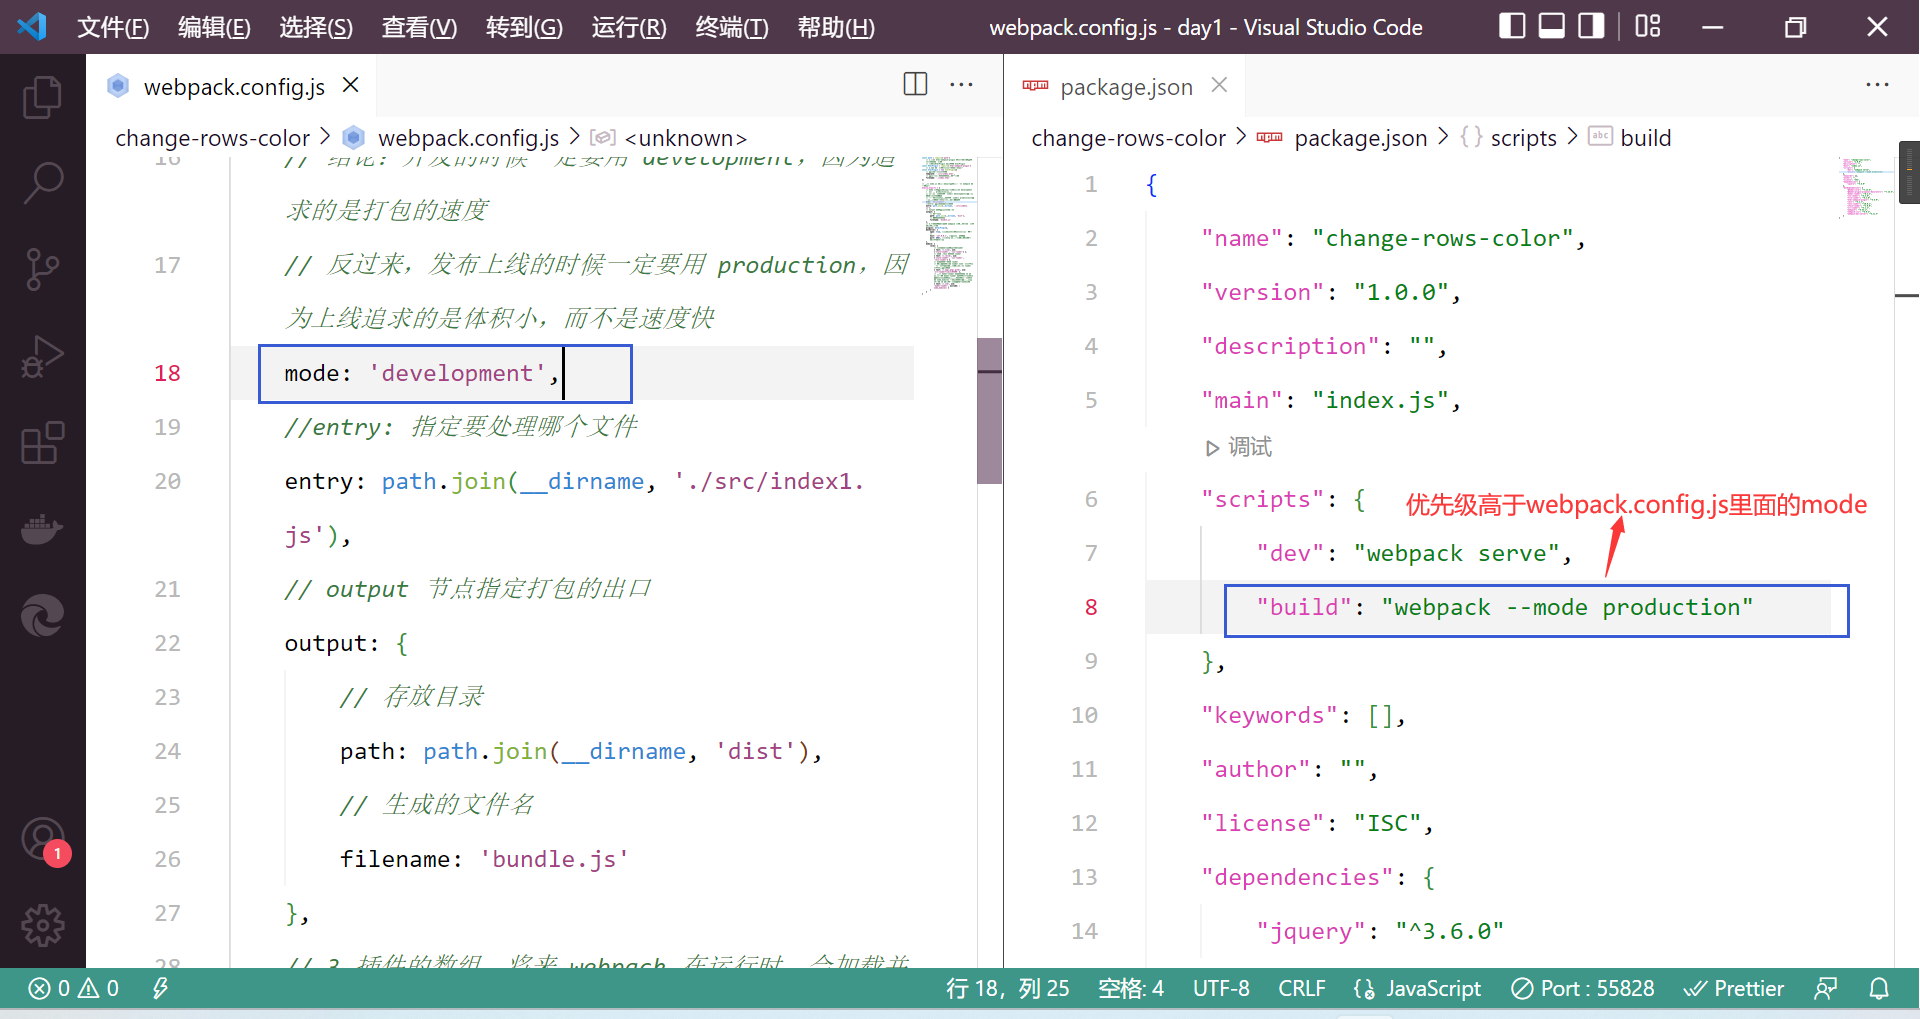 文件(F) 编辑(E) 选择(S) 查看(V) 转到(G) 运行(R) 终端(T) 帮助(H) webpack.config.js - day1 - Visual Studio Code
webpack.config.js
change-rows-color > webpack.config.js > <unknown>
16 // 结论：开发的时候一定要用 development，因为追
求的是打包的速度
17 // 反过来，发布上线的时候一定要用 production，因
为上线追求的是体积小，而不是速度快
18 mode: 'development',
19 //entry: 指定要处理哪个文件
20 entry: path.join(__dirname, './src/index1.
js'),
21 // output 节点指定打包的出口
22 output: {
23 // 存放目录
24 path: path.join(__dirname, 'dist'),
25 // 生成的文件名
26 filename: 'bundle.js'
27 },
28 // 3. 插件的数组，将来 webpack 在运行时，会加载并
package.json
change-rows-color > package.json > {} scripts > abc build
1 {
2 "name": "change-rows-color",
3 "version": "1.0.0",
4 "description": "",
5 "main": "index.js",
调试
6 "scripts": {
优先级高于webpack.config.js里面的mode
7 "dev": "webpack serve",
8 "build": "webpack --mode production"
9 },
10 "keywords": [],
11 "author": "",
12 "license": "ISC",
13 "dependencies": {
14 "jquery": "^3.6.0"
1
0 0 行 18，列 25 空格: 4 UTF-8 CRLF JavaScript Port : 55828 Prettier